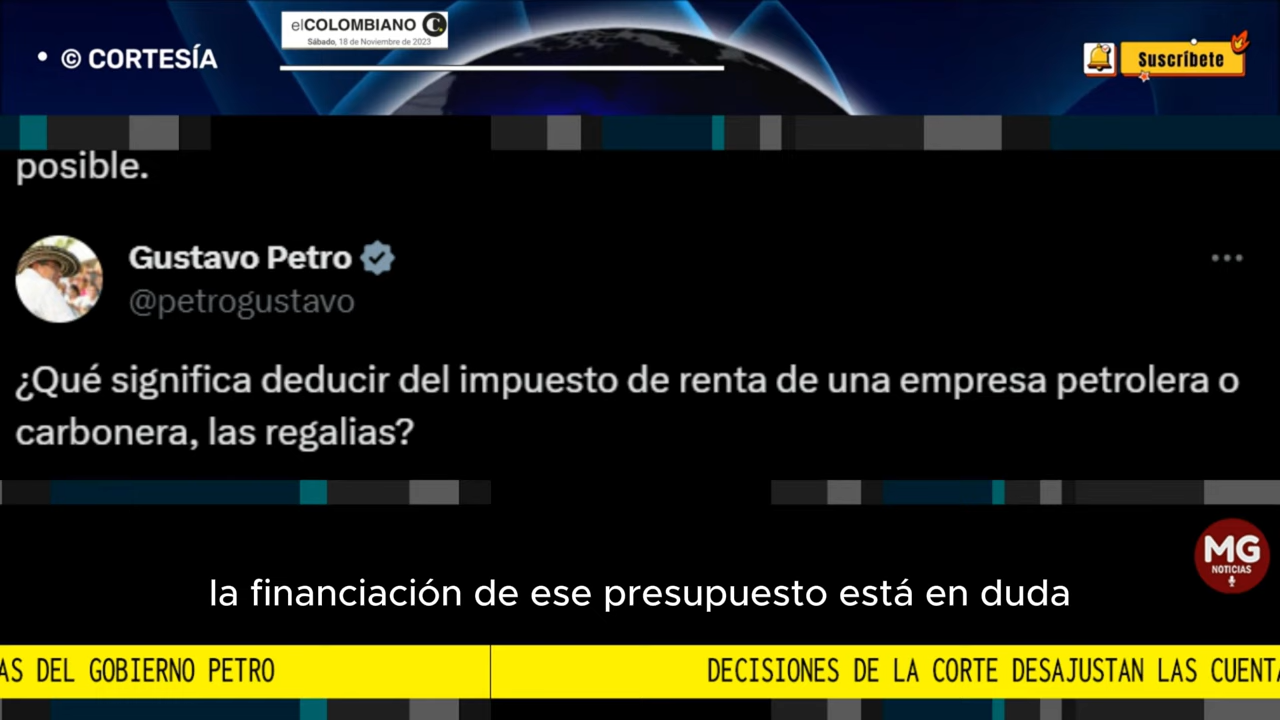 elCOLOMBIANO C
Sábado, 18 de Noviembre de 2023
• © CORTESÍA
Suscríbete
posible.
Gustavo Petro
@petrogustavo
¿Qué significa deducir del impuesto de renta de una empresa petrolera o
carbonera, las regalias?
MG
NOTICIAS
la financiación de ese presupuesto está en duda
AS DEL GOBIERNO PETRO
DECISIONES DE LA CORTE DESAJUSTAN LAS CUENTA